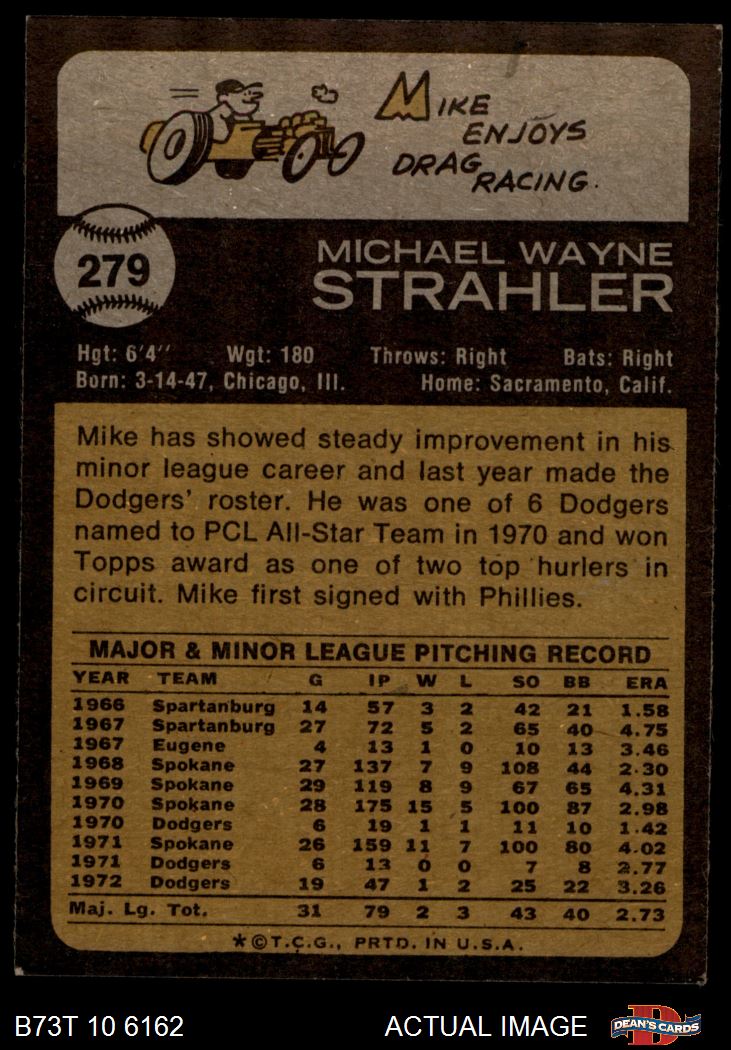 MIKE
ENJOYS
DRAG
RACING.
279
MICHAEL WAYNE
STRAHLER
Hgt: 6'4'' Wgt: 180 Throws: Right Bats: Right
Born: 3-14-47, Chicago, Ill. Home: Sacramento, Calif.
Mike has showed steady improvement in his
minor league career and last year made the
Dodgers' roster. He was one of 6 Dodgers
named to PCL All-Star Team in 1970 and won
Topps award as one of two top hurlers in
circuit. Mike first signed with Phillies.
MAJOR & MINOR LEAGUE PITCHING RECORD
YEAR TEAM G IP W L SO BB ERA
1966 Spartanburg 14 57 3 2 42 21 1.58
1967 Spartanburg 27 72 5 2 65 40 4.75
1967 Eugene 4 13 1 0 10 13 3.46
1968 Spokane 27 137 7 9 108 44 2.30
1969 Spokane 29 119 8 9 67 65 4.31
1970 Spokane 28 175 15 5 100 87 2.98
1970 Dodgers 6 19 1 1 11 10 1.42
1971 Spokane 26 159 11 7 100 80 4.02
1971 Dodgers 6 13 0 0 7 8 2.77
1972 Dodgers 19 47 1 2 25 22 3.26
Maj. Lg. Tot. 31 79 2 3 43 40 2.73
*©T.C.G., PRTD. IN U.S.A.
B73T 10 6162 ACTUAL IMAGE
D
DEAN'S CARDS